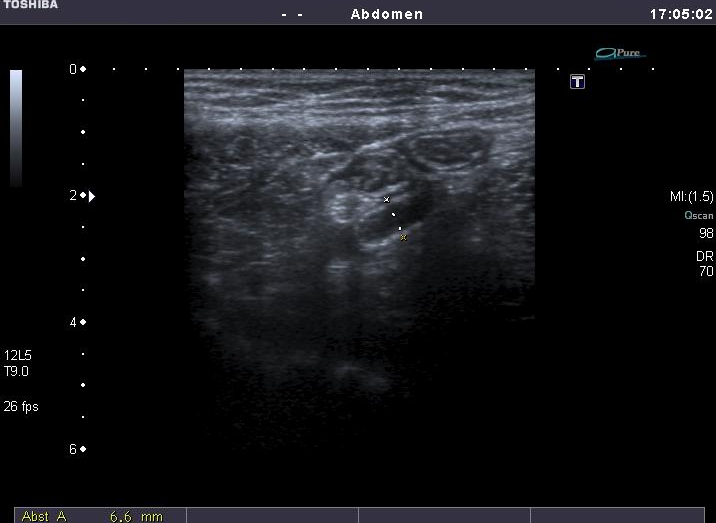 TOSHIBA
- - Abdomen 17:05:02
aPure
0
T
2
MI:(1.5)
Qscan
98
DR
70
4
12L5
T9.0
26 fps
6
Abst A 6.6 mm